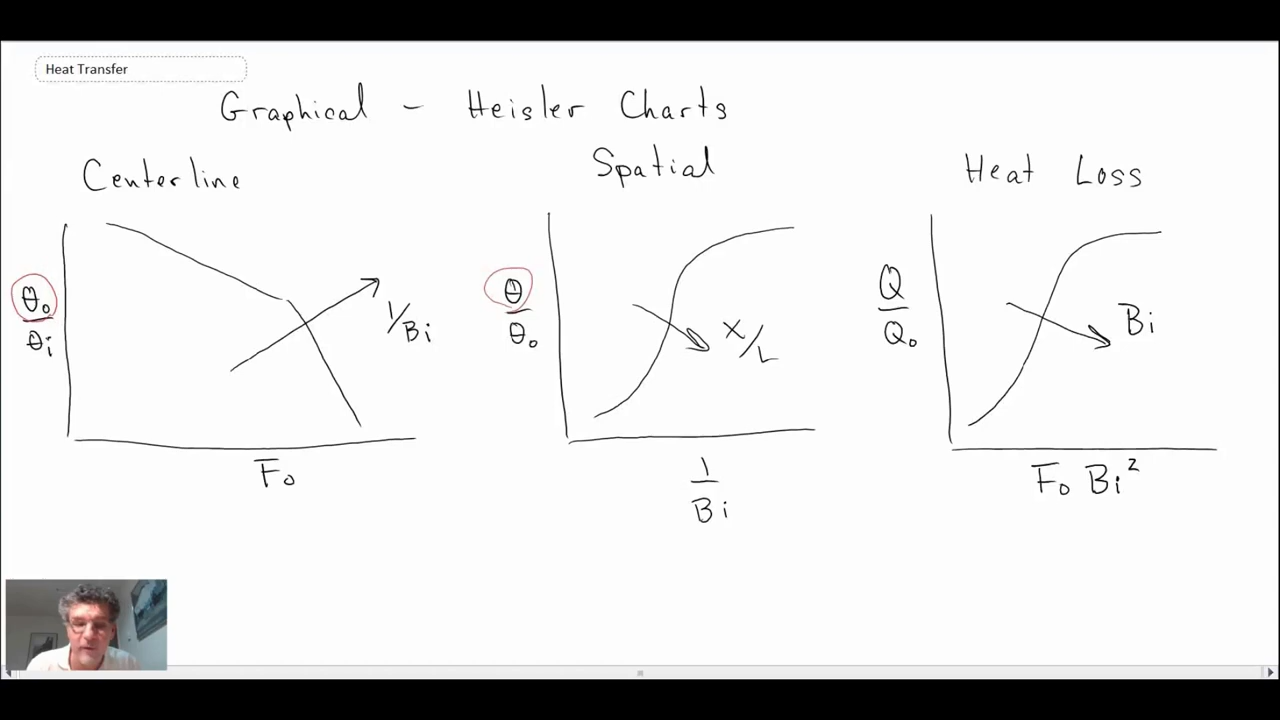 Heat Transfer
Graphical - Heisler Charts
Centerline
θo
θi
1/Bi
Fo
Spatial
θ
θo
X/L
1
Bi
Heat Loss
Q
Qo
Bi
Fo Bi²